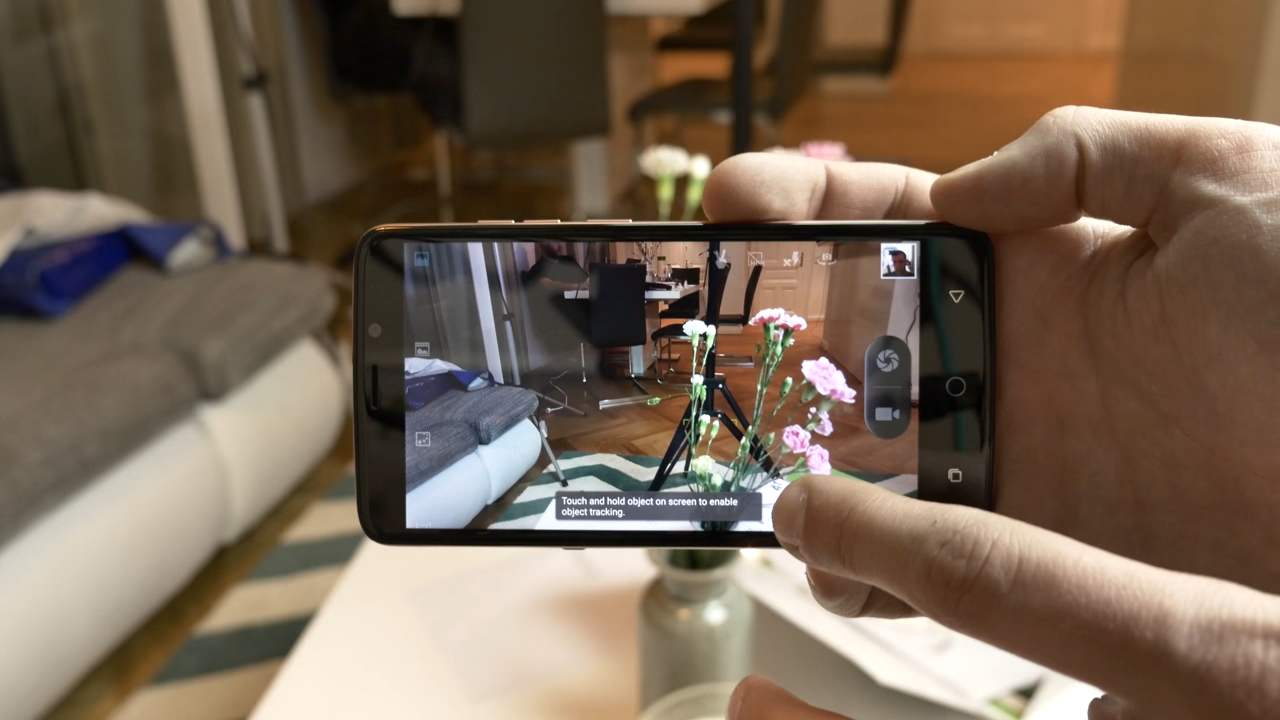 Touch and hold object on screen to enable
object tracking.